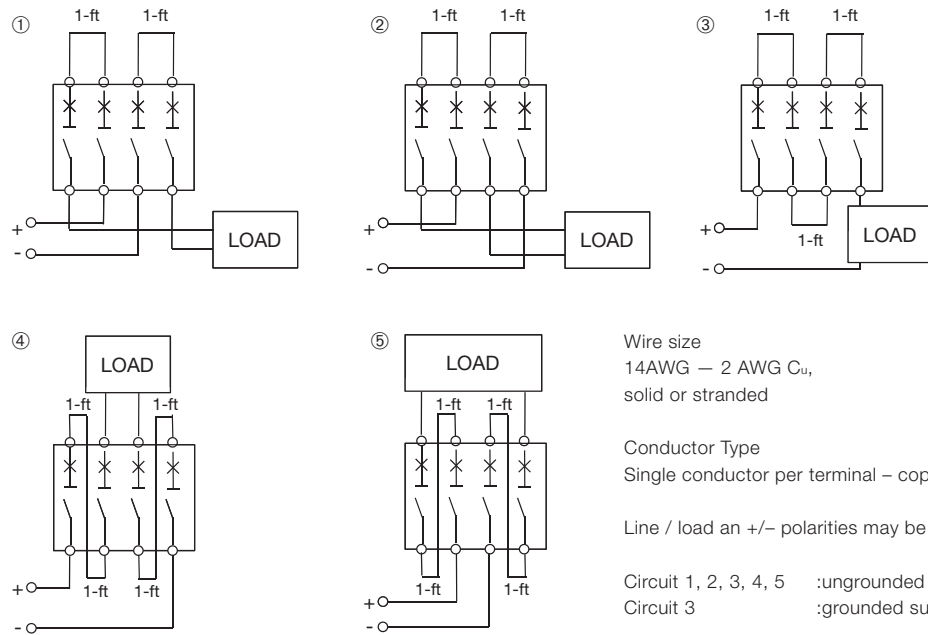 ① 1-ft 1-ft
LOAD
+
-
② 1-ft 1-ft
LOAD
+
-
③ 1-ft 1-ft
1-ft
LOAD
+
-
④ LOAD
1-ft 1-ft
1-ft 1-ft
+
-
⑤ LOAD
1-ft 1-ft
1-ft 1-ft
+
-
Wire size
14AWG — 2 AWG Cu,
solid or stranded
Conductor Type
Single conductor per terminal – cop
Line / load an +/– polarities may be
Circuit 1, 2, 3, 4, 5 :ungrounded
Circuit 3 :grounded su